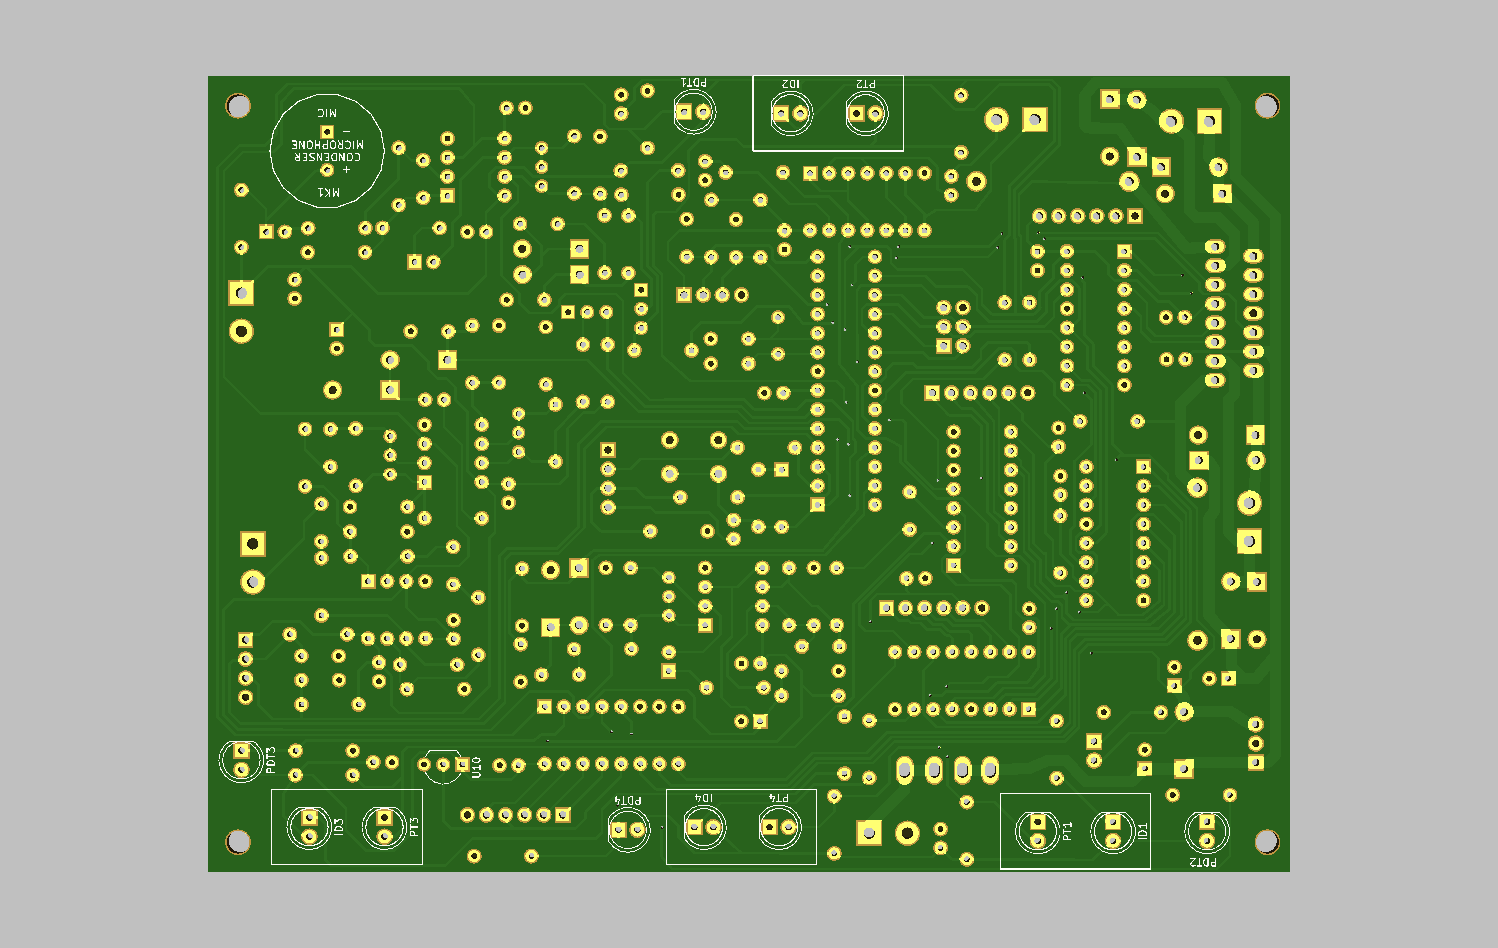 PDT1
ID2
PT2
MIC
CONDENSER
MICROPHONE
MK1
PDT3
U10
ID3
PT3
PDT4
ID4
PT4
PT1
ID1
PDT2